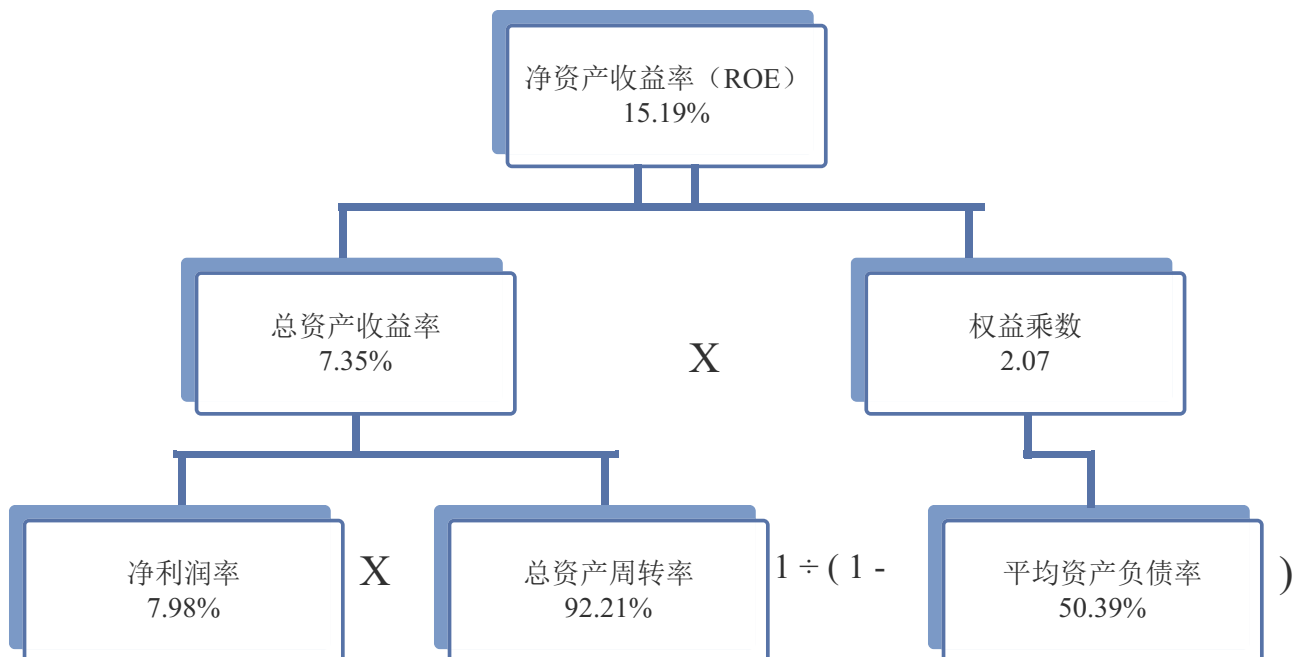 净资产收益率（ROE）
15.19%
总资产收益率
7.35%
X
权益乘数
2.07
净利润率
7.98%
X
总资产周转率
92.21%
1 ÷ ( 1 -
平均资产负债率
50.39%
)